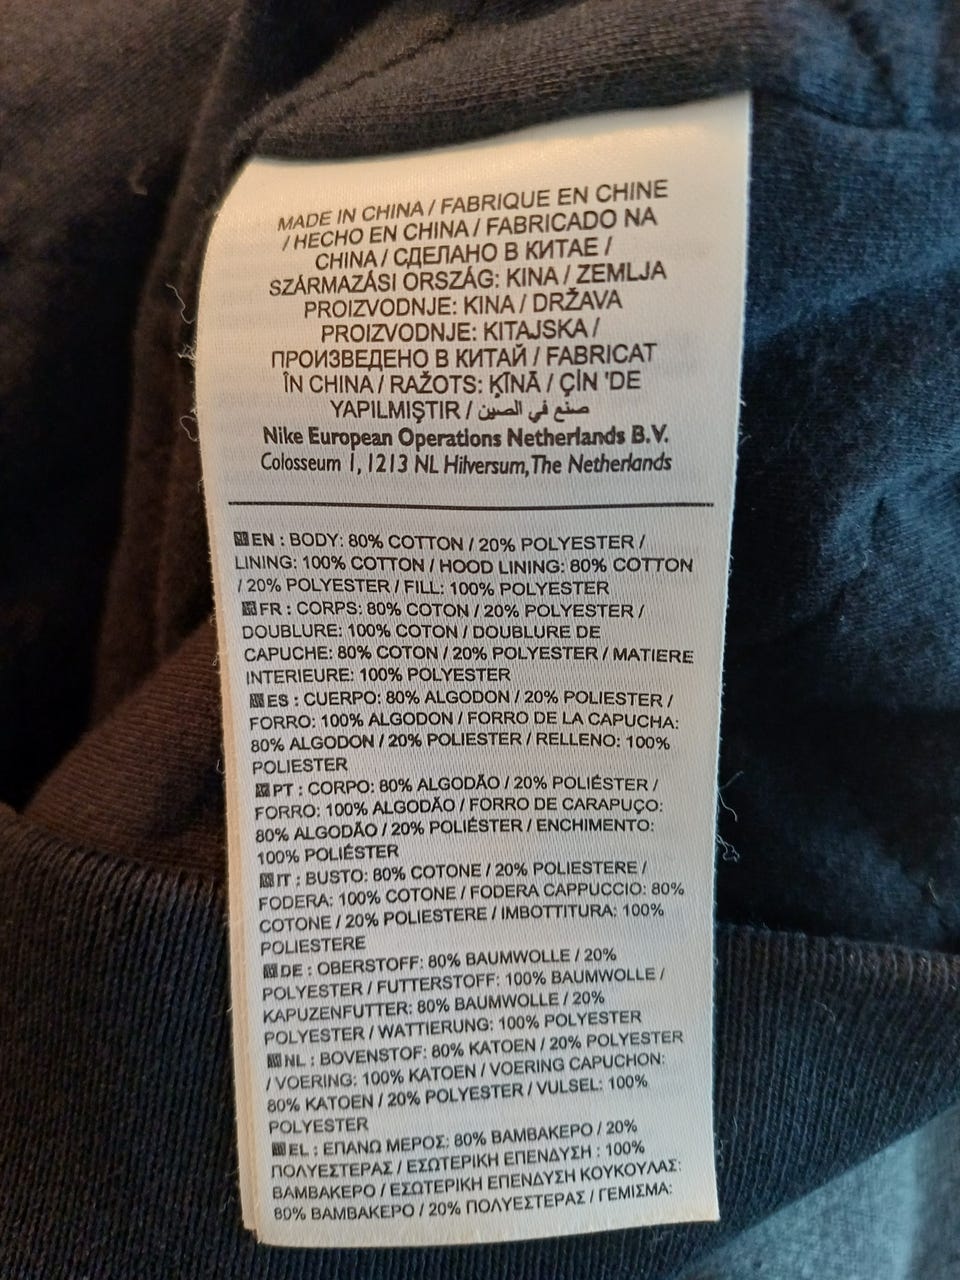 MADE IN CHINA / FABRIQUE EN CHINE
/ HECHO EN CHINA / FABRICADO NA
CHINA / СДЕЛАНО В КИТАЕ /
SZÁRMAZÁSI ORSZÁG: KINA / ZEMLJA
PROIZVODNJE: KINA / DRŽAVA
PROIZVODNJE: KITAJSKA /
ПРОИЗВЕДЕНО В КИТАЙ / FABRICAT
ÎN CHINA / RAŽOTS: ĶĪNĀ / ÇİN 'DE
YAPILMIŞTIR / صنع في الصين
Nike European Operations Netherlands B.V.
Colosseum 1, 1213 NL Hilversum, The Netherlands
EN : BODY: 80% COTTON / 20% POLYESTER /
LINING: 100% COTTON / HOOD LINING: 80% COTTON
/ 20% POLYESTER / FILL: 100% POLYESTER
FR : CORPS: 80% COTON / 20% POLYESTER /
DOUBLURE: 100% COTON / DOUBLURE DE
CAPUCHE: 80% COTON / 20% POLYESTER / MATIERE
INTERIEURE: 100% POLYESTER
ES : CUERPO: 80% ALGODON / 20% POLIESTER /
FORRO: 100% ALGODON / FORRO DE LA CAPUCHA:
80% ALGODON / 20% POLIESTER / RELLENO: 100%
POLIESTER
PT : CORPO: 80% ALGODÃO / 20% POLIÉSTER /
FORRO: 100% ALGODÃO / FORRO DE CARAPUÇO:
80% ALGODÃO / 20% POLIÉSTER / ENCHIMENTO:
100% POLIÉSTER
IT : BUSTO: 80% COTONE / 20% POLIESTERE /
FODERA: 100% COTONE / FODERA CAPPUCCIO: 80%
COTONE / 20% POLIESTERE / IMBOTTITURA: 100%
POLIESTERE
DE : OBERSTOFF: 80% BAUMWOLLE / 20%
POLYESTER / FUTTERSTOFF: 100% BAUMWOLLE /
KAPUZENFUTTER: 80% BAUMWOLLE / 20%
POLYESTER / WATTIERUNG: 100% POLYESTER
NL : BOVENSTOF: 80% KATOEN / 20% POLYESTER
/ VOERING: 100% KATOEN / VOERING CAPUCHON:
80% KATOEN / 20% POLYESTER / VULSEL: 100%
POLYESTER
EL : ΕΠΑΝΩ ΜΕΡΟΣ: 80% ΒΑΜΒΑΚΕΡΟ / 20%
ΠΟΛΥΕΣΤΕΡΑΣ / ΕΣΩΤΕΡΙΚΗ ΕΠΕΝΔΥΣΗ : 100%
ΒΑΜΒΑΚΕΡΟ / ΕΣΩΤΕΡΙΚΗ ΕΠΕΝΔΥΣΗ ΚΟΥΚΟΥΛΑΣ:
80% ΒΑΜΒΑΚΕΡΟ / 20% ΠΟΛΥΕΣΤΕΡΑΣ / ΓΕΜΙΣΜΑ: